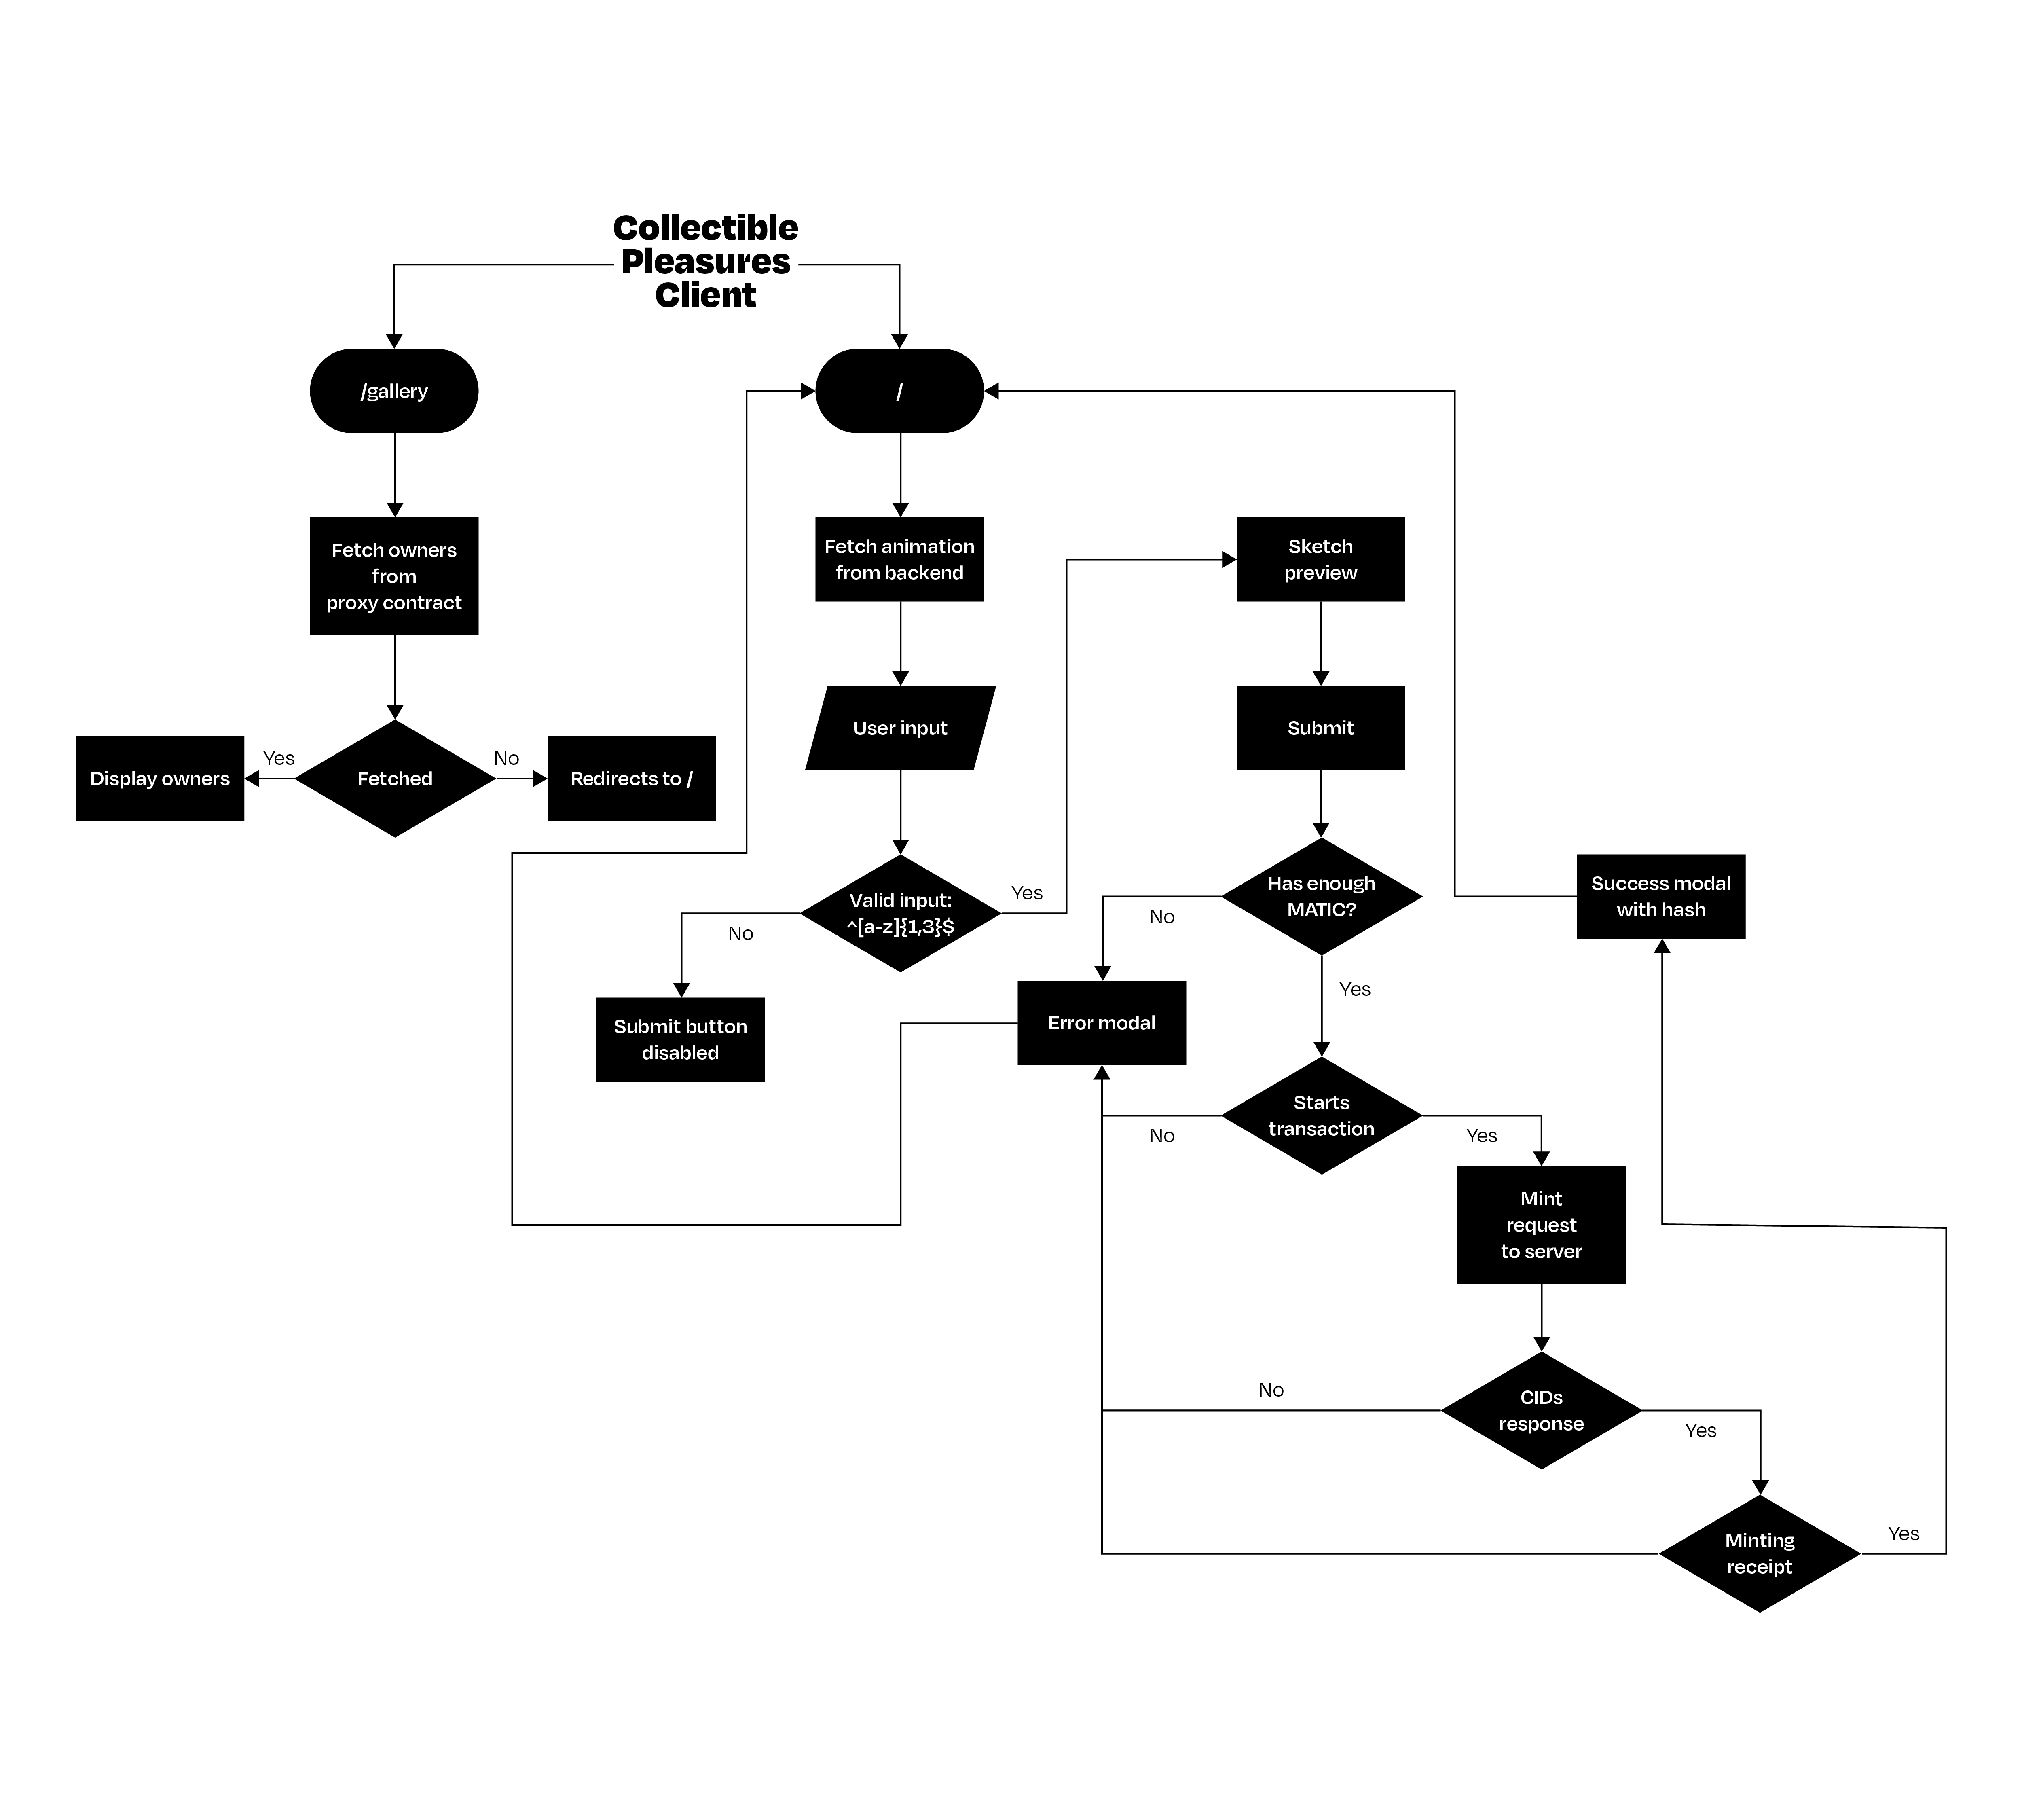 Collectible
Pleasures
Client
/gallery
/
Fetch owners
from
proxy contract
Fetch animation
from backend
Sketch
preview
User input
Submit
Display owners
Yes
Fetched
No
Redirects to /
Valid input:
^[a-z]{1,3}$
Yes
No
Has enough
MATIC?
No
Yes
Success modal
with hash
Submit button
disabled
Error modal
Starts
transaction
No
Yes
Mint
request
to server
CIDs
response
No
Yes
Minting
receipt
Yes